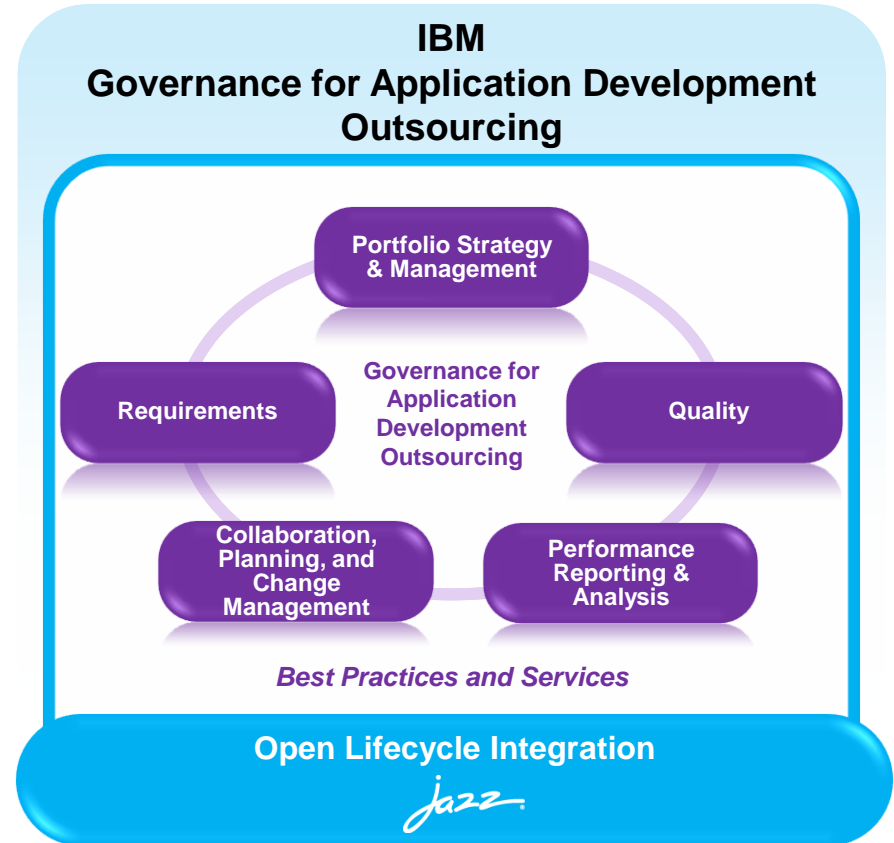 IBM
Governance for Application Development
Outsourcing
Portfolio Strategy
& Management
Requirements
Governance for
Application
Development
Outsourcing
Quality
Collaboration,
Planning, and
Change
Management
Performance
Reporting &
Analysis
Best Practices and Services
Open Lifecycle Integration
jazz